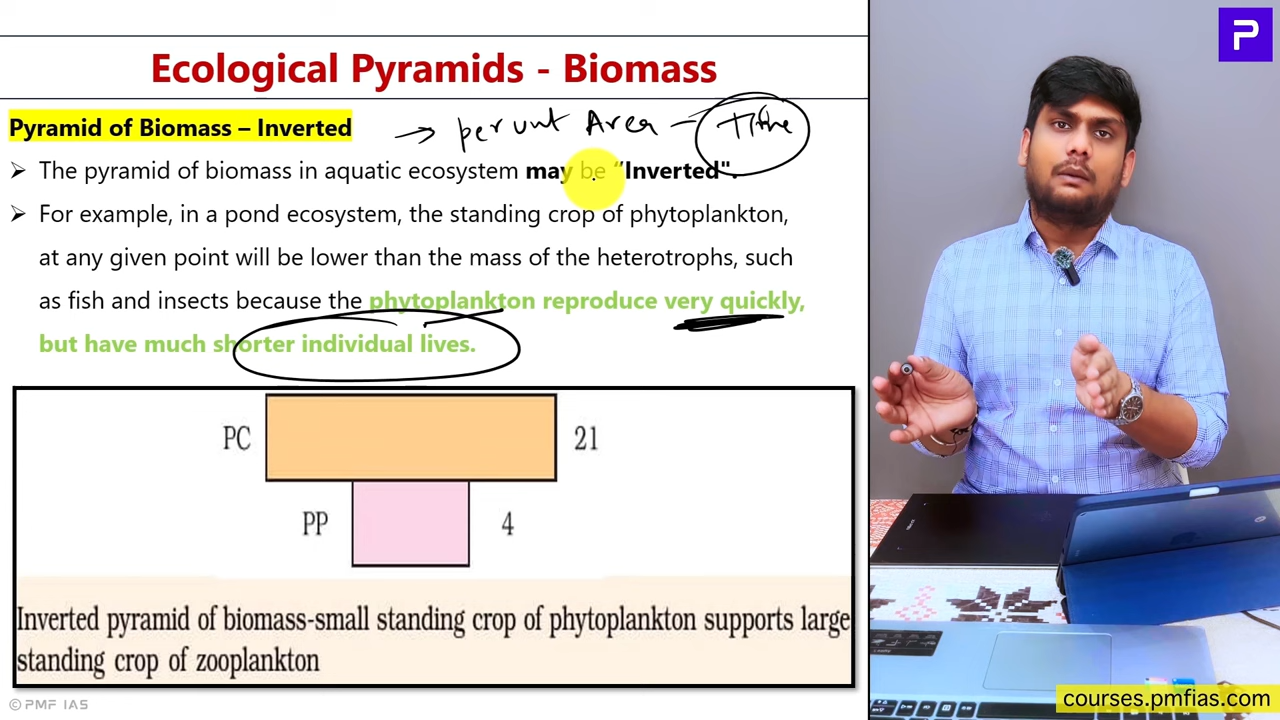 P
Ecological Pyramids - Biomass
Pyramid of Biomass – Inverted → per unit Area - Time
➢ The pyramid of biomass in aquatic ecosystem may be “Inverted".
➢ For example, in a pond ecosystem, the standing crop of phytoplankton,
at any given point will be lower than the mass of the heterotrophs, such
as fish and insects because the phytoplankton reproduce very quickly,
but have much shorter individual lives.
PC 21
PP 4
Inverted pyramid of biomass-small standing crop of phytoplankton supports large
standing crop of zooplankton
© PMF IAS
courses.pmfias.com